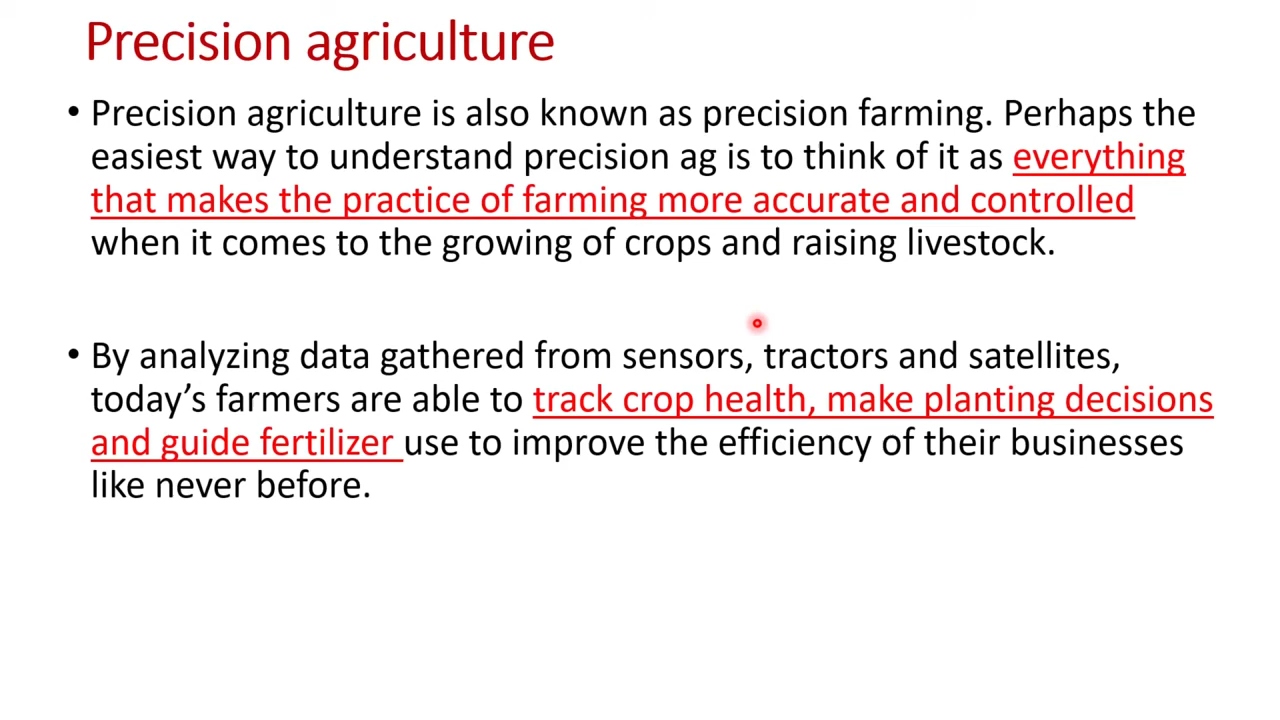 Precision agriculture
• Precision agriculture is also known as precision farming. Perhaps the
easiest way to understand precision ag is to think of it as everything
that makes the practice of farming more accurate and controlled
when it comes to the growing of crops and raising livestock.
• By analyzing data gathered from sensors, tractors and satellites,
today’s farmers are able to track crop health, make planting decisions
and guide fertilizer use to improve the efficiency of their businesses
like never before.